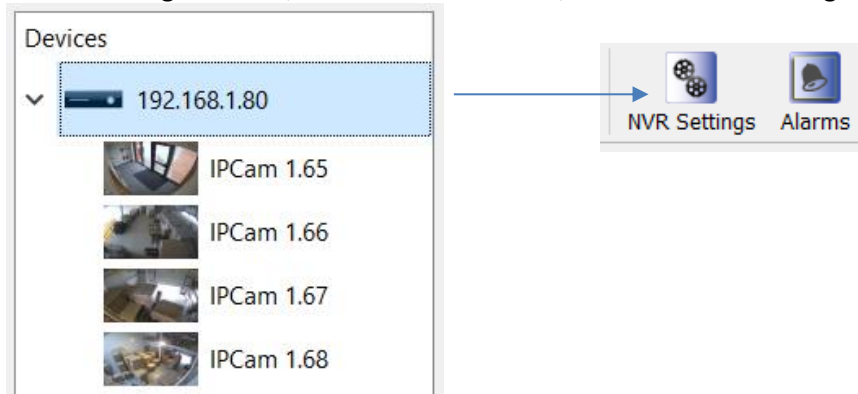 Devices
192.168.1.80
IPCam 1.65
IPCam 1.66
IPCam 1.67
IPCam 1.68
NVR Settings Alarms